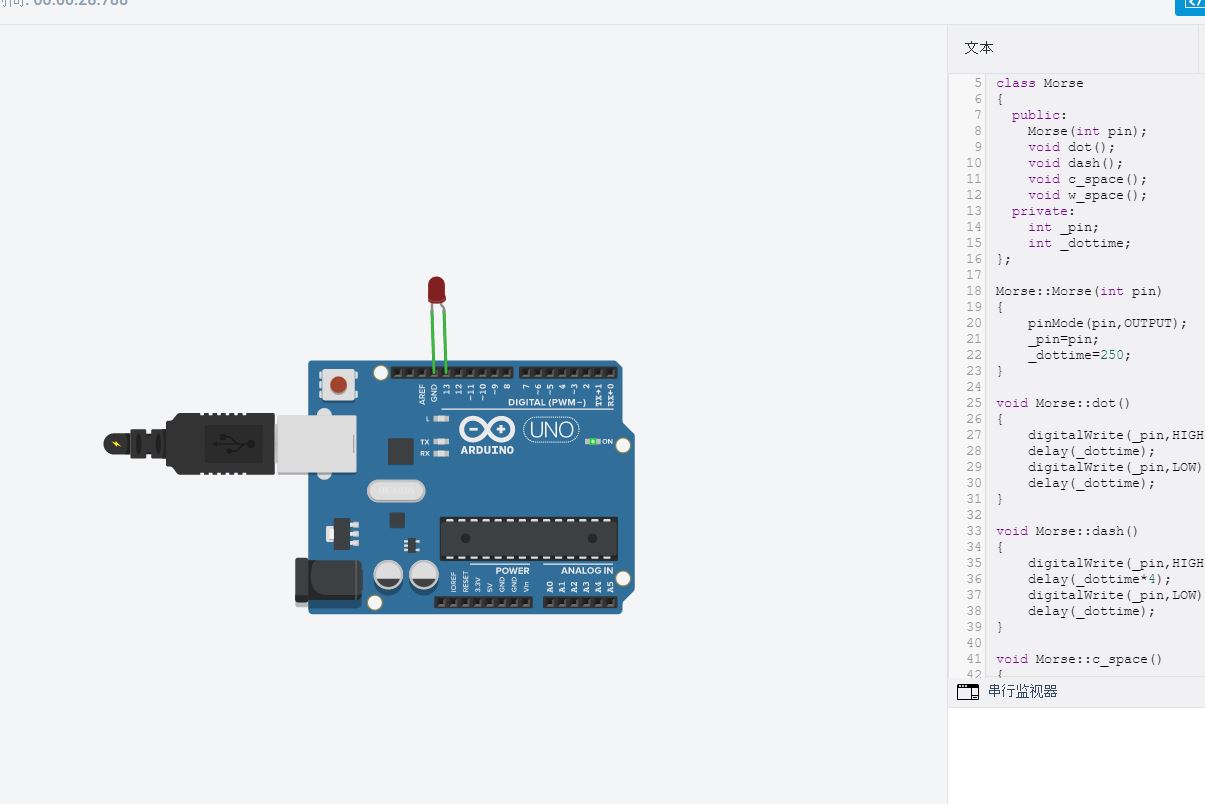 00:00:28.788
文本
5 class Morse
6 {
7 public:
8 Morse(int pin);
9 void dot();
10 void dash();
11 void c_space();
12 void w_space();
13 private:
14 int _pin;
15 int _dottime;
16 };
17
18 Morse::Morse(int pin)
19 {
20 pinMode(pin,OUTPUT);
21 _pin=pin;
22 _dottime=250;
23 }
24
25 void Morse::dot()
26 {
27 digitalWrite(_pin,HIGH
28 delay(_dottime);
29 digitalWrite(_pin,LOW)
30 delay(_dottime);
31 }
32
33 void Morse::dash()
34 {
35 digitalWrite(_pin,HIGH
36 delay(_dottime*4);
37 digitalWrite(_pin,LOW)
38 delay(_dottime);
39 }
40
41 void Morse::c_space()
42 {
串行监视器
AREF
GND
13
12
~11
~10
~9
8
7
~6
~5
4
~3
2
TX→1
RX←0
DIGITAL (PWM~)
L
TX
RX
UNO
ARDUINO
ON
POWER
ANALOG IN
IOREF
RESET
3.3V
5V
GND
GND
Vin
A0
A1
A2
A3
A4
A5